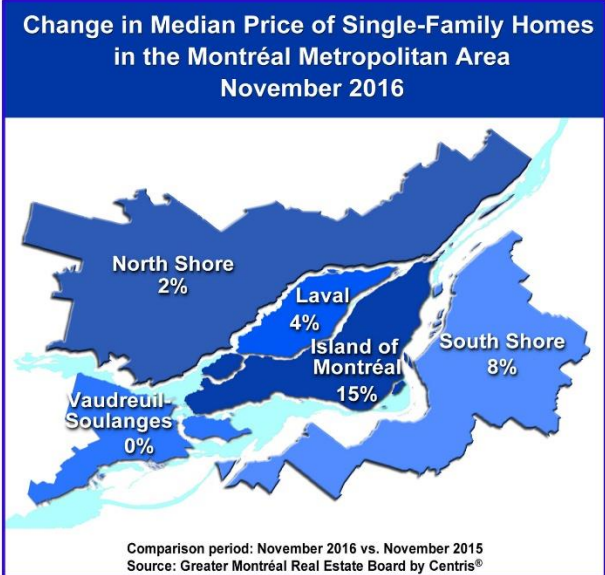 Change in Median Price of Single-Family Homes
in the Montréal Metropolitan Area
November 2016
North Shore
2%
Laval
4%
Island of
Montréal
15%
South Shore
8%
Vaudreuil-
Soulanges
0%
Comparison period: November 2016 vs. November 2015
Source: Greater Montréal Real Estate Board by Centris®